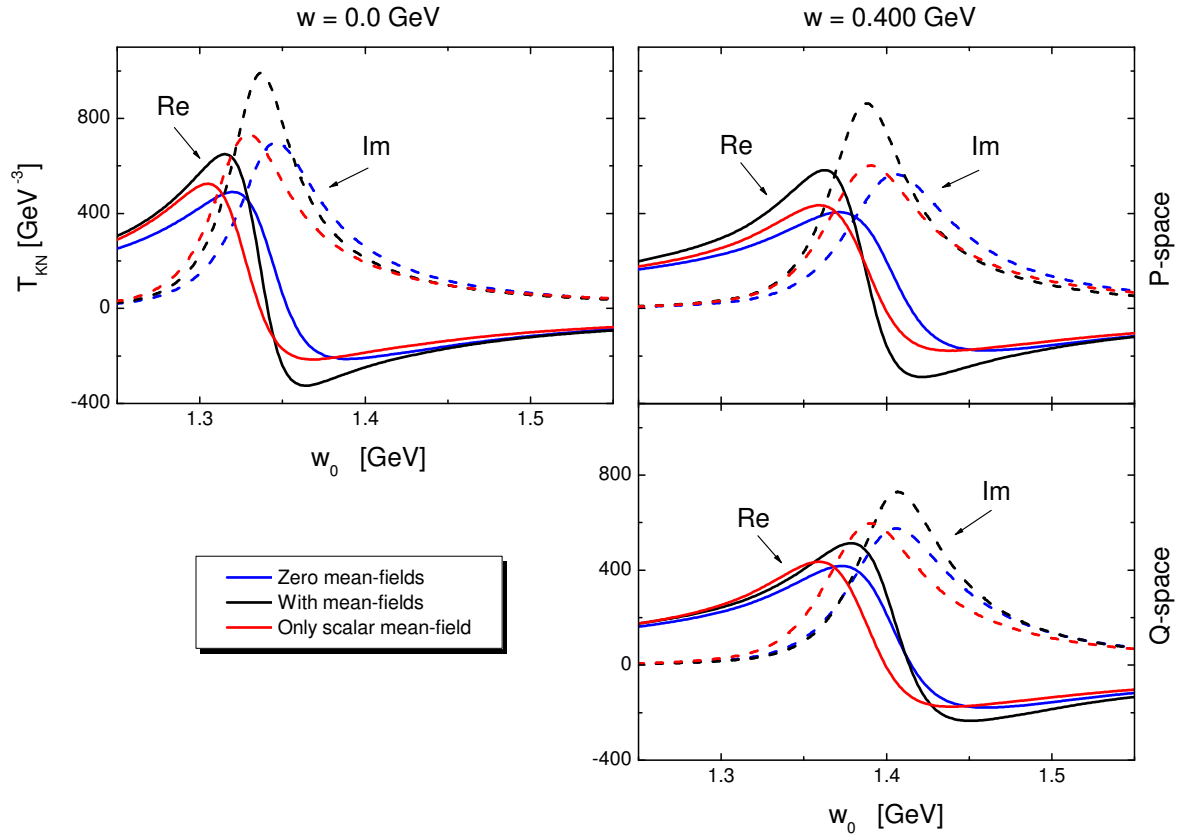 w = 0.0 GeV
w = 0.400 GeV
800
400
0
-400
T_KN [GeV^-3]
Re
Im
1.3
1.4
1.5
w_0 [GeV]
Re
Im
P-space
800
400
0
-400
Re
Im
Q-space
1.3
1.4
1.5
w_0 [GeV]
Zero mean-fields
With mean-fields
Only scalar mean-field